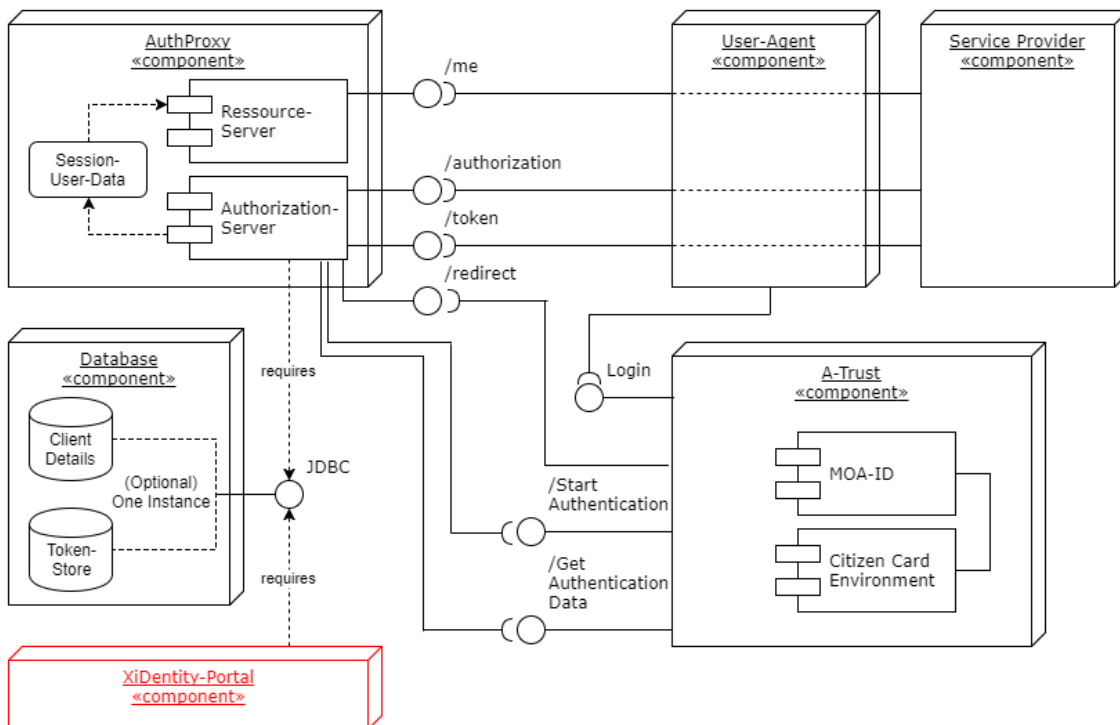 AuthProxy
«component»
Ressource-
Server
Session-
User-Data
Authorization-
Server
/me
/authorization
/token
/redirect
User-Agent
«component»
Service Provider
«component»
Database
«component»
Client
Details
(Optional)
One Instance
Token-
Store
requires
JDBC
requires
Login
/Start
Authentication
/Get
Authentication
Data
A-Trust
«component»
MOA-ID
Citizen Card
Environment
XiDentity-Portal
«component»